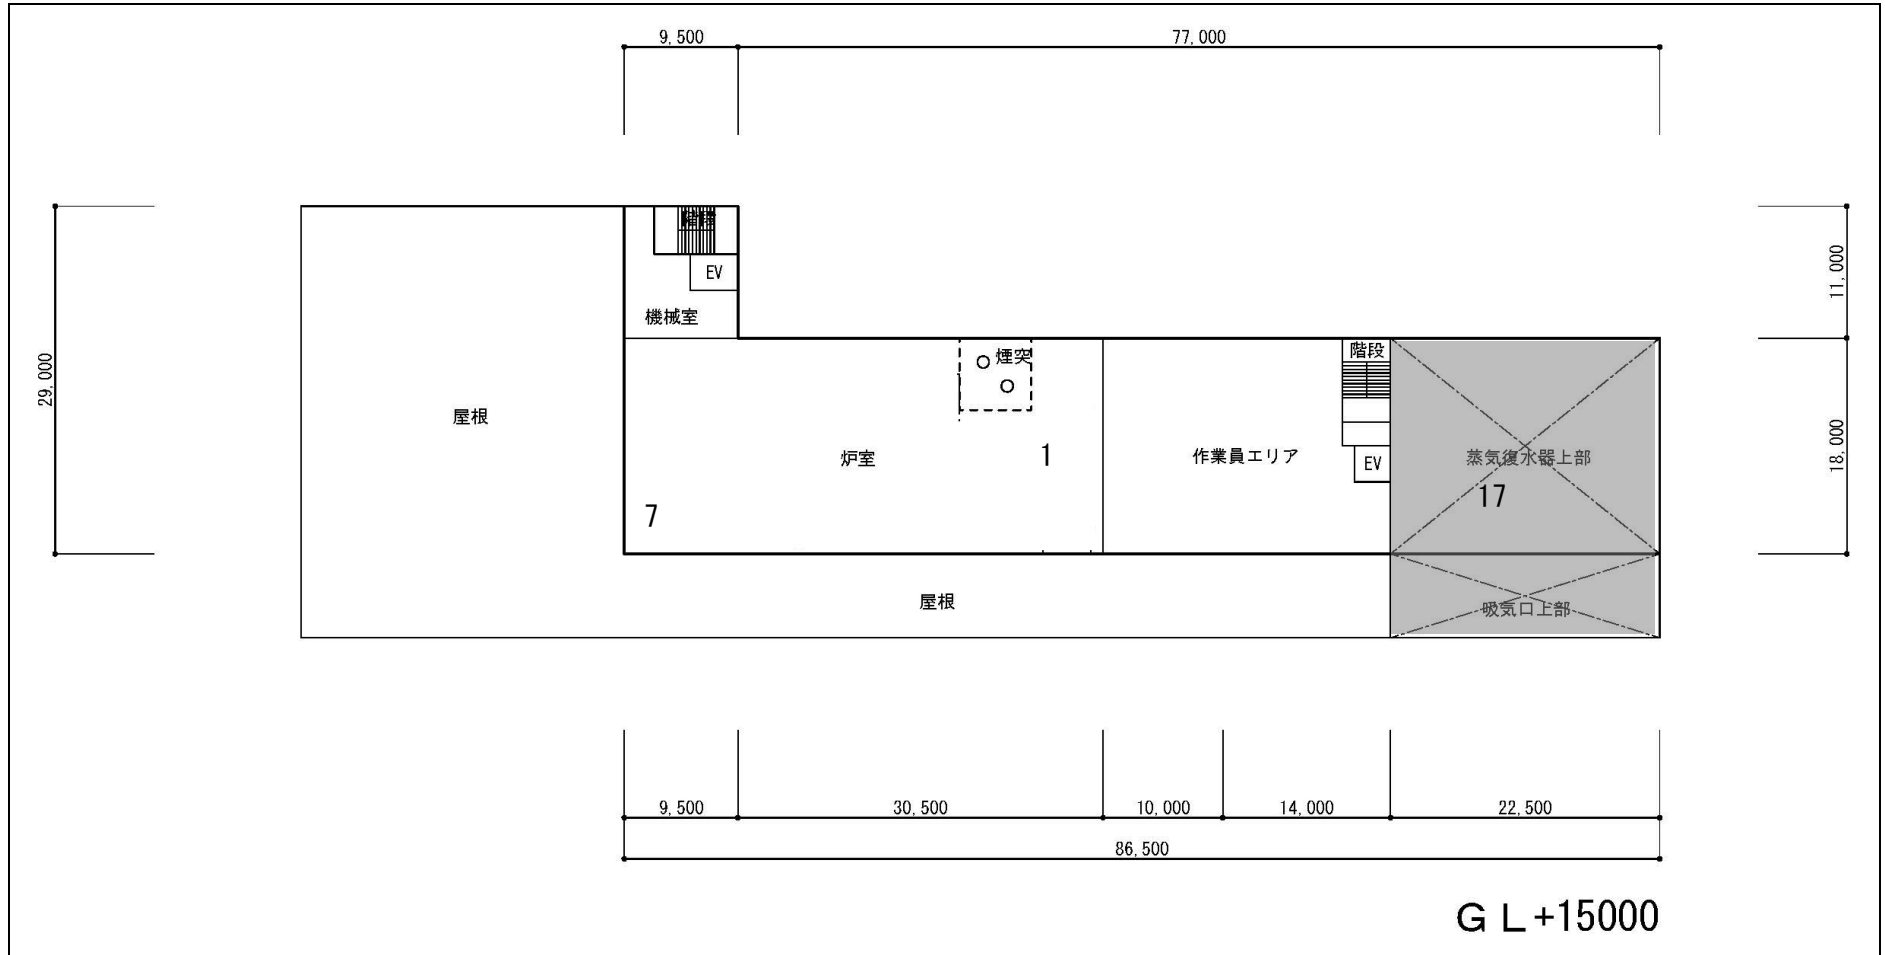 9,500
77,000
階段
EV
11,000
機械室
29,000
階段
煙突
屋根
炉室
1
作業員エリア
EV
蒸気復水器上部
18,000
17
7
屋根
吸気口上部
9,500
30,500
10,000
14,000
22,500
86,500
ＧＬ+15000